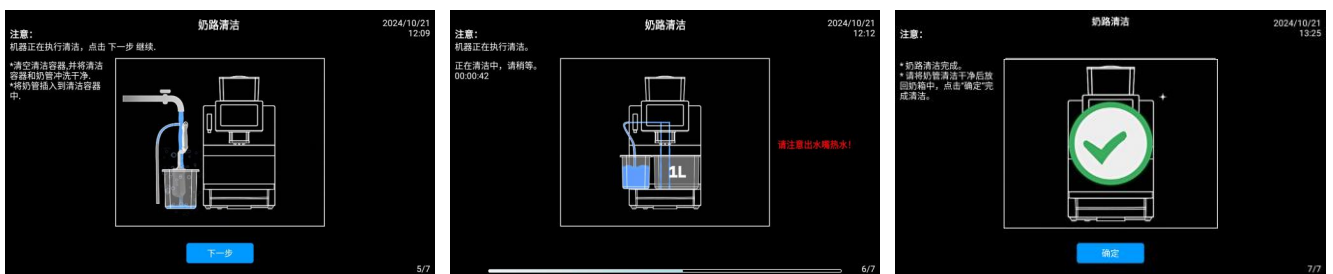 奶路清洁
2024/10/21
12:09
注意：
机器正在执行清洁，点击 下一步 继续.
*清空清洁容器,并将清洁
容器和奶管冲洗干净.
*将奶管插入到清洁容器
中.
下一步
5/7
奶路清洁
2024/10/21
12:12
注意：
机器正在执行清洁。
正在清洁中，请稍等。
00:00:42
1L
请注意出水嘴热水!
6/7
奶路清洁
2024/10/21
13:25
注意：
* 奶路清洁完成。
* 请将奶管清洁干净后放
回奶箱中，点击"确定"完
成清洁。
确定
7/7